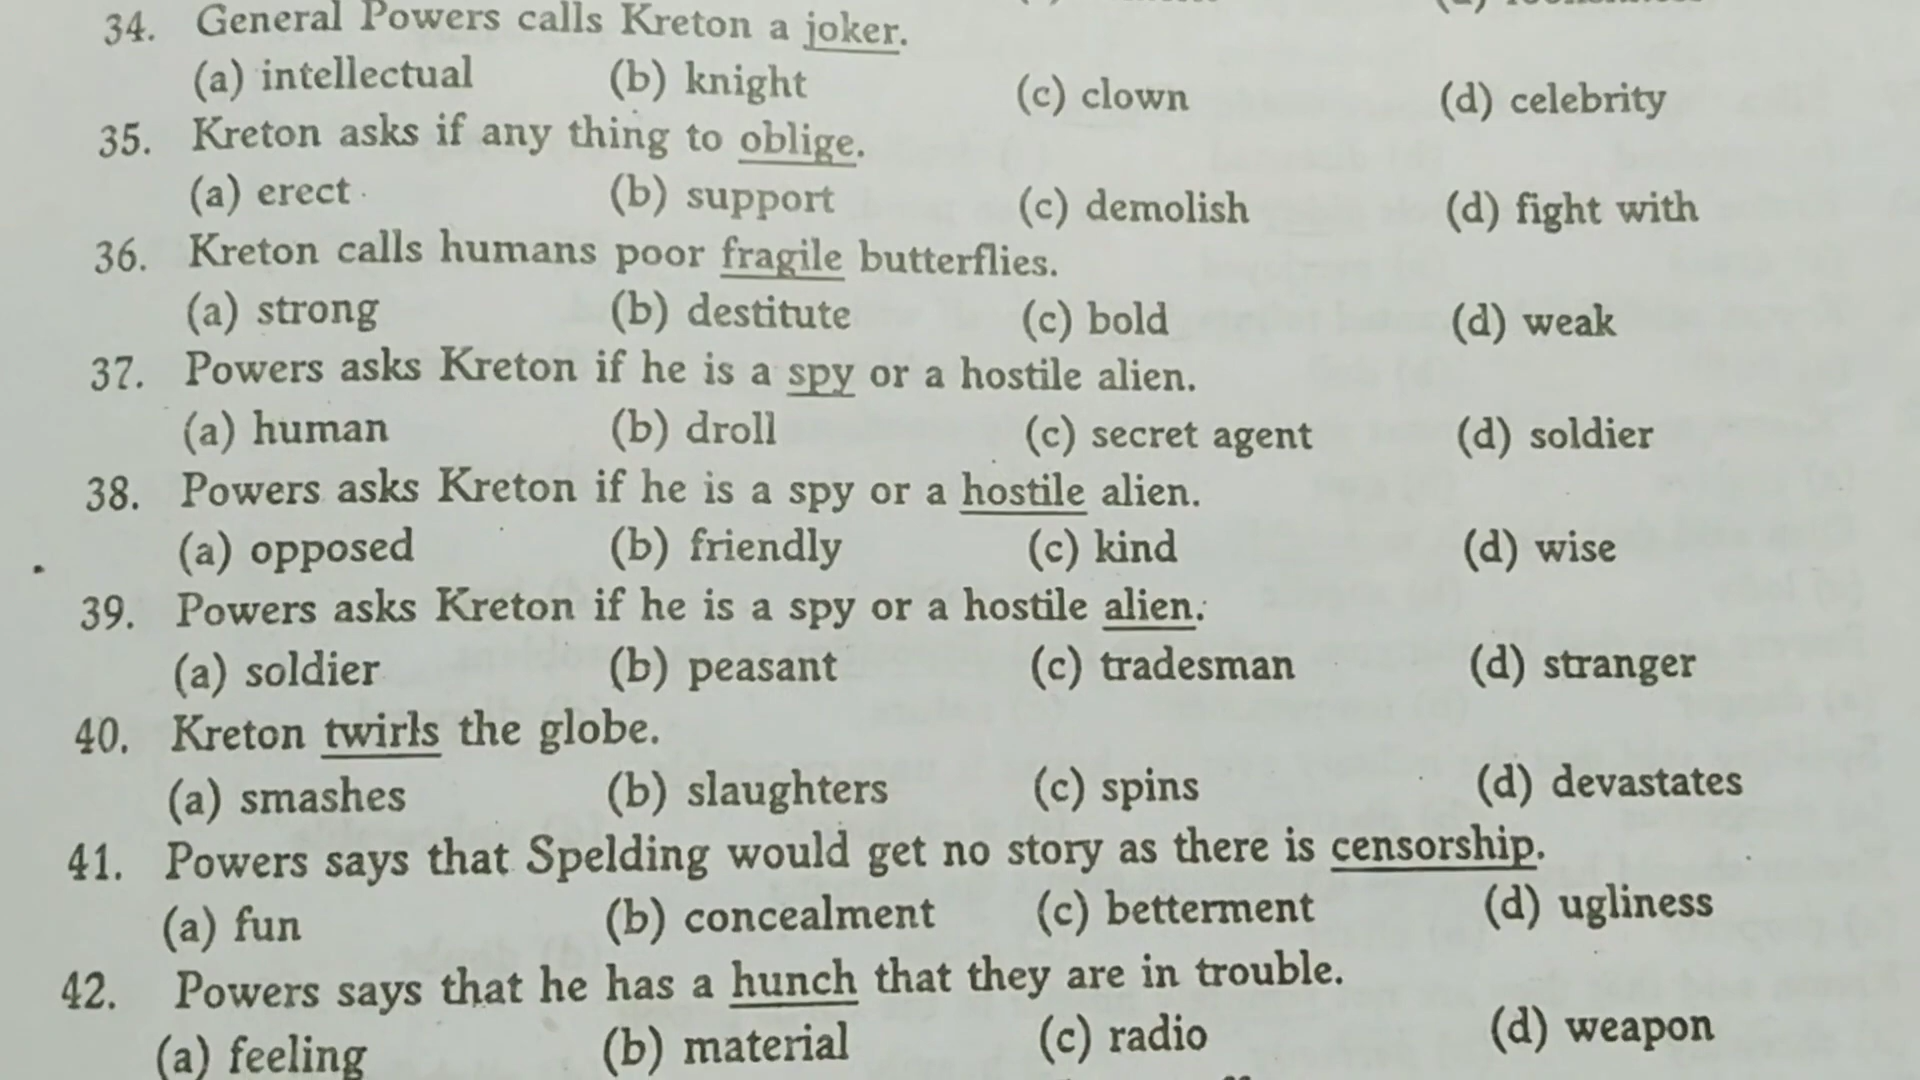 34. General Powers calls Kreton a joker.
(a) intellectual (b) knight (c) clown (d) celebrity
35. Kreton asks if any thing to oblige.
(a) erect (b) support (c) demolish (d) fight with
36. Kreton calls humans poor fragile butterflies.
(a) strong (b) destitute (c) bold (d) weak
37. Powers asks Kreton if he is a spy or a hostile alien.
(a) human (b) droll (c) secret agent (d) soldier
38. Powers asks Kreton if he is a spy or a hostile alien.
(a) opposed (b) friendly (c) kind (d) wise
39. Powers asks Kreton if he is a spy or a hostile alien.
(a) soldier (b) peasant (c) tradesman (d) stranger
40. Kreton twirls the globe.
(a) smashes (b) slaughters (c) spins (d) devastates
41. Powers says that Spelding would get no story as there is censorship.
(a) fun (b) concealment (c) betterment (d) ugliness
42. Powers says that he has a hunch that they are in trouble.
(a) feeling (b) material (c) radio (d) weapon